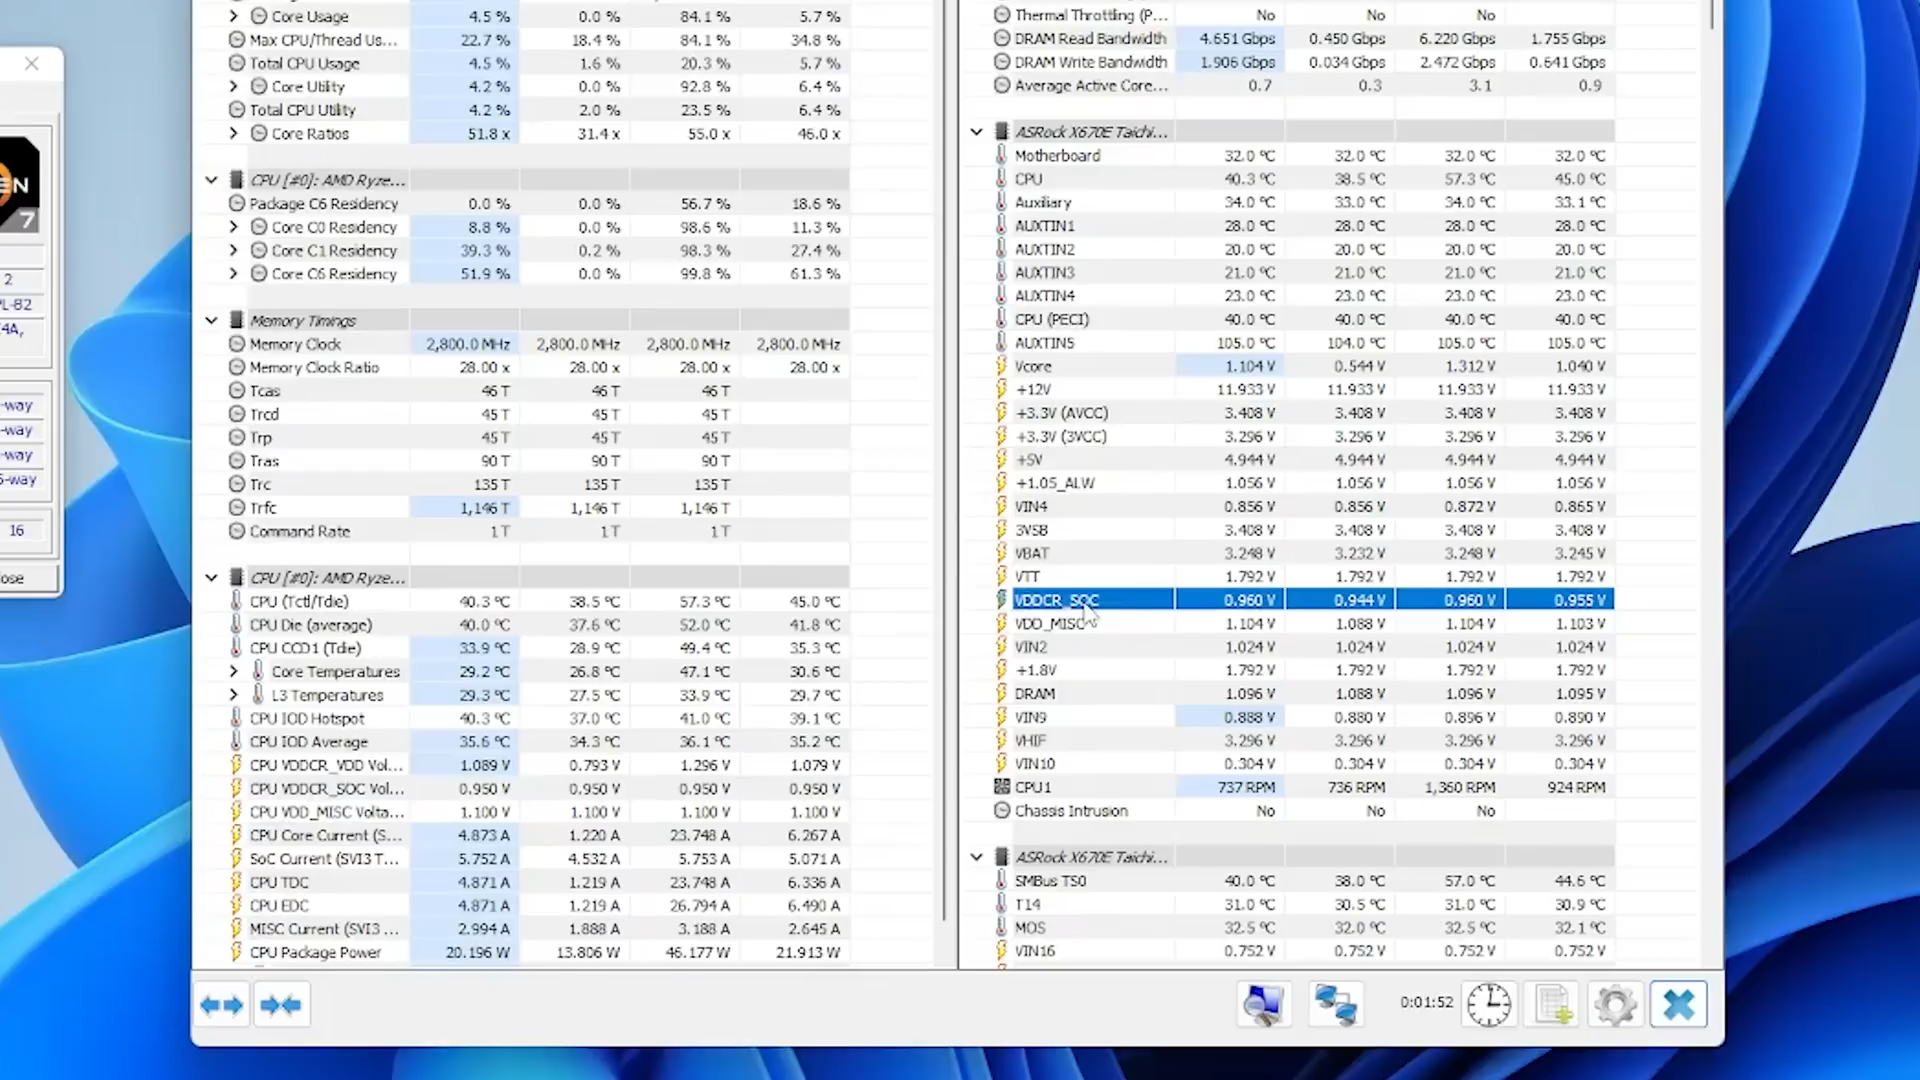 Core Usage 4.5 % 0.0 % 84.1 % 5.7 %
Max CPU/Thread Us... 22.7 % 18.4 % 84.1 % 34.8 %
Total CPU Usage 4.5 % 1.6 % 20.3 % 5.7 %
Core Utility 4.2 % 0.0 % 92.8 % 6.4 %
Total CPU Utility 4.2 % 2.0 % 23.5 % 6.4 %
Core Ratios 51.8 x 31.4 x 55.0 x 46.0 x
CPU [#0]: AMD Ryze...
Package C6 Residency 0.0 % 0.0 % 56.7 % 18.6 %
Core C0 Residency 8.8 % 0.0 % 98.6 % 11.3 %
Core C1 Residency 39.3 % 0.2 % 98.3 % 27.4 %
Core C6 Residency 51.9 % 0.0 % 99.8 % 61.3 %
Memory Timings
Memory Clock 2,800.0 MHz 2,800.0 MHz 2,800.0 MHz 2,800.0 MHz
Memory Clock Ratio 28.00 x 28.00 x 28.00 x 28.00 x
Tcas 46 T 46 T 46 T
Trcd 45 T 45 T 45 T
Trp 45 T 45 T 45 T
Tras 90 T 90 T 90 T
Trc 135 T 135 T 135 T
Trfc 1,146 T 1,146 T 1,146 T
Command Rate 1 T 1 T 1 T
CPU [#0]: AMD Ryze...
CPU (Tctl/Tdie) 40.3 °C 38.5 °C 57.3 °C 45.0 °C
CPU Die (average) 40.0 °C 37.6 °C 52.0 °C 41.8 °C
CPU CCD1 (Tdie) 33.9 °C 28.9 °C 49.4 °C 35.3 °C
Core Temperatures 29.2 °C 26.8 °C 47.1 °C 30.6 °C
L3 Temperatures 29.3 °C 27.5 °C 33.9 °C 29.7 °C
CPU IOD Hotspot 40.3 °C 37.0 °C 41.0 °C 39.1 °C
CPU IOD Average 35.6 °C 34.3 °C 36.1 °C 35.2 °C
CPU VDDCR_VDD Vol... 1.089 V 0.793 V 1.296 V 1.079 V
CPU VDDCR_SOC Vol... 0.950 V 0.950 V 0.950 V 0.950 V
CPU VDD_MISC Volta... 1.100 V 1.100 V 1.100 V 1.100 V
CPU Core Current (S... 4.873 A 1.220 A 23.748 A 6.267 A
SoC Current (SVI3 T... 5.752 A 4.532 A 5.753 A 5.071 A
CPU TDC 4.871 A 1.219 A 23.748 A 6.336 A
CPU EDC 4.871 A 1.219 A 26.794 A 6.490 A
MISC Current (SVI3 ... 2.994 A 1.888 A 3.188 A 2.645 A
CPU Package Power 20.196 W 13.806 W 46.177 W 21.913 W
Thermal Throttling (P... No No No
DRAM Read Bandwidth 4.651 Gbps 0.450 Gbps 6.220 Gbps 1.755 Gbps
DRAM Write Bandwidth 1.906 Gbps 0.034 Gbps 2.472 Gbps 0.641 Gbps
Average Active Core... 0.7 0.3 3.1 0.9
ASRock X670E Taichi...
Motherboard 32.0 °C 32.0 °C 32.0 °C 32.0 °C
CPU 40.3 °C 38.5 °C 57.3 °C 45.0 °C
Auxiliary 34.0 °C 33.0 °C 34.0 °C 33.1 °C
AUXTIN1 28.0 °C 28.0 °C 28.0 °C 28.0 °C
AUXTIN2 20.0 °C 20.0 °C 20.0 °C 20.0 °C
AUXTIN3 21.0 °C 21.0 °C 21.0 °C 21.0 °C
AUXTIN4 23.0 °C 23.0 °C 23.0 °C 23.0 °C
CPU (PECI) 40.0 °C 40.0 °C 40.0 °C 40.0 °C
AUXTIN5 105.0 °C 104.0 °C 105.0 °C 105.0 °C
Vcore 1.104 V 0.544 V 1.312 V 1.040 V
+12V 11.933 V 11.933 V 11.933 V 11.933 V
+3.3V (AVCC) 3.408 V 3.408 V 3.408 V 3.408 V
+3.3V (3VCC) 3.296 V 3.296 V 3.296 V 3.296 V
+5V 4.944 V 4.944 V 4.944 V 4.944 V
+1.05_ALW 1.056 V 1.056 V 1.056 V 1.056 V
VIN4 0.856 V 0.856 V 0.872 V 0.865 V
3VSB 3.408 V 3.408 V 3.408 V 3.408 V
VBAT 3.248 V 3.232 V 3.248 V 3.245 V
VTT 1.792 V 1.792 V 1.792 V 1.792 V
VDDCR_SOC 0.960 V 0.944 V 0.960 V 0.955 V
VDD_MISC 1.104 V 1.088 V 1.104 V 1.103 V
VIN2 1.024 V 1.024 V 1.024 V 1.024 V
+1.8V 1.792 V 1.792 V 1.792 V 1.792 V
DRAM 1.096 V 1.088 V 1.096 V 1.095 V
VIN9 0.888 V 0.880 V 0.896 V 0.890 V
VHIF 3.296 V 3.296 V 3.296 V 3.296 V
VIN10 0.304 V 0.304 V 0.304 V 0.304 V
CPU1 737 RPM 736 RPM 1,360 RPM 924 RPM
Chassis Intrusion No No No
ASRock X670E Taichi...
SMBus TS0 40.0 °C 38.0 °C 57.0 °C 44.6 °C
T14 31.0 °C 30.5 °C 31.0 °C 30.9 °C
MOS 32.5 °C 32.0 °C 32.5 °C 32.1 °C
VIN16 0.752 V 0.752 V 0.752 V 0.752 V
0:01:52
EN
7
2
L-B2
4A,
-way
-way
-way
-way
16
ose